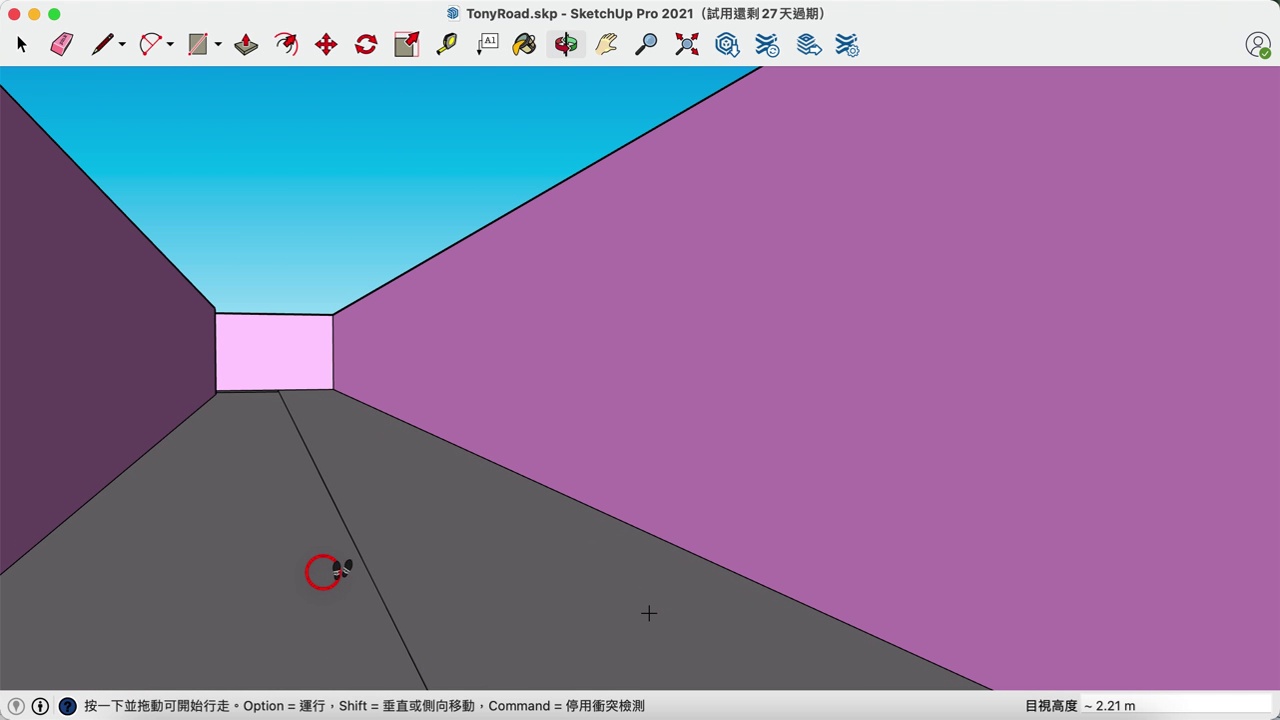 TonyRoad.skp - SketchUp Pro 2021（試用還剩 27 天過期）
A1
按一下並拖動可開始行走。Option = 運行，Shift = 垂直或側向移動，Command = 停用衝突檢測
目視高度 ~ 2.21 m